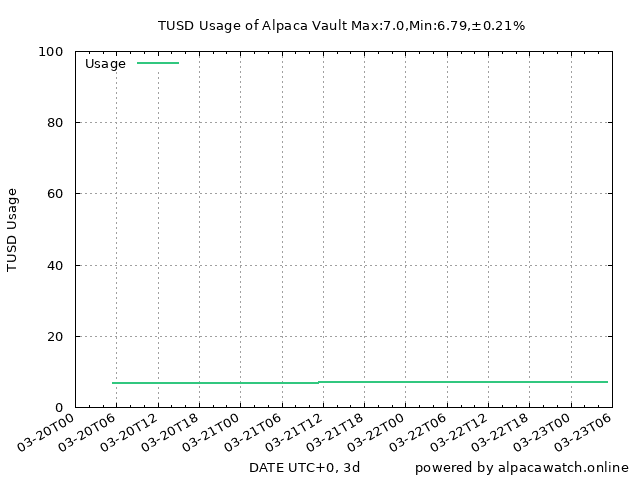 TUSD Usage of Alpaca Vault Max:7.0,Min:6.79,±0.21%
Usage
100
80
60
40
20
0
TUSD Usage
03-20T00
03-20T06
03-20T12
03-20T18
03-21T00
03-21T06
03-21T12
03-21T18
03-22T00
03-22T06
03-22T12
03-22T18
03-23T00
03-23T06
DATE UTC+0, 3d
powered by alpacawatch.online